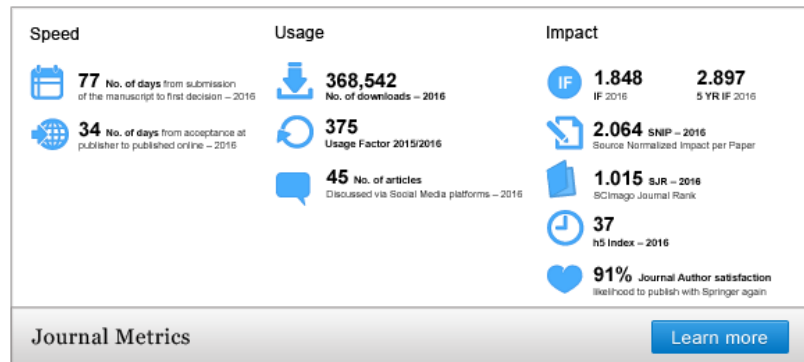 Speed
77 No. of days from submission
of the manuscript to first decision – 2016
34 No. of days from acceptance at
publisher to published online – 2016
Usage
368,542
No. of downloads – 2016
375
Usage Factor 2015/2016
45 No. of articles
Discussed via Social Media platforms – 2016
Impact
IF
1.848
IF 2016
2.897
5 YR IF 2016
2.064 SNIP – 2016
Source Normalized Impact per Paper
1.015 SJR – 2016
SCImago Journal Rank
37
h5 Index – 2016
91% Journal Author satisfaction
likelihood to publish with Springer again
Journal Metrics
Learn more